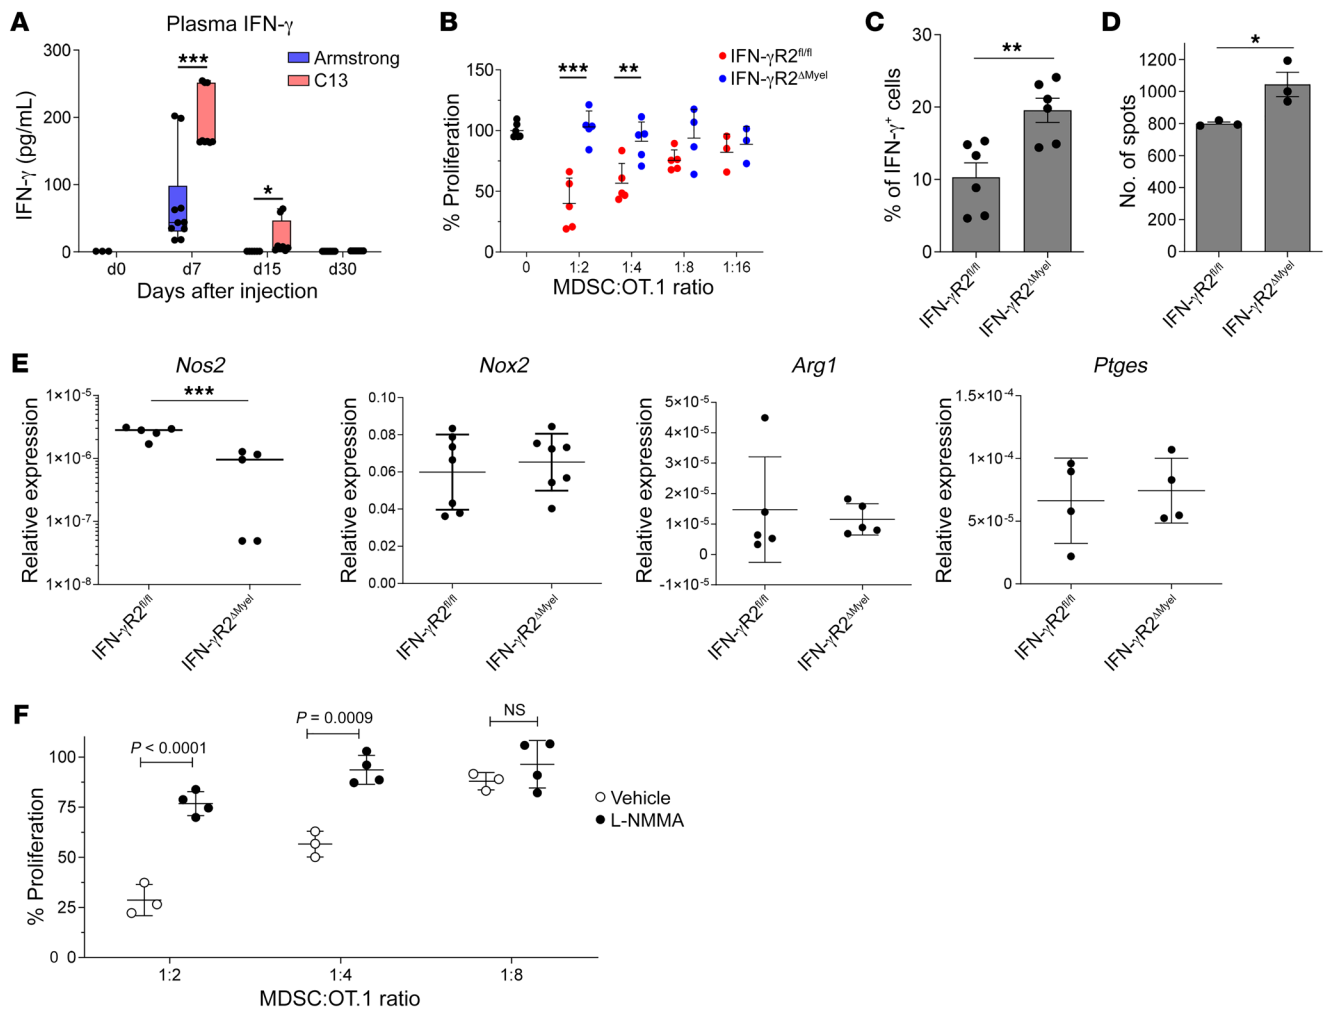 A
Plasma IFN-γ
IFN-γ (pg/mL)
300
200
100
0
***
*
Armstrong
C13
d0 d7 d15 d30
Days after injection
B
% Proliferation
150
100
50
0
*** **
IFN-γR2fl/fl
IFN-γR2ΔMyel
0 1:2 1:4 1:8 1:16
MDSC:OT.1 ratio
C
% of IFN-γ+ cells
30
20
10
0
**
IFN-γR2fl/fl
IFN-γR2ΔMyel
D
No. of spots
1200
1000
800
600
400
200
0
*
IFN-γR2fl/fl
IFN-γR2ΔMyel
E
Nos2
Relative expression
1×10-5
1×10-6
1×10-7
1×10-8
***
IFN-γR2fl/fl
IFN-γR2ΔMyel
Nox2
Relative expression
0.10
0.08
0.06
0.04
0.02
0.00
IFN-γR2fl/fl
IFN-γR2ΔMyel
Arg1
Relative expression
5×10-5
4×10-5
3×10-5
2×10-5
1×10-5
0
-1×10-5
IFN-γR2fl/fl
IFN-γR2ΔMyel
Ptges
Relative expression
1.5×10-4
1×10-4
5×10-5
0
IFN-γR2fl/fl
IFN-γR2ΔMyel
F
% Proliferation
100
75
50
25
0 0
P < 0.0001
P = 0.0009
NS
Vehicle
L-NMMA
1:2 1:4 1:8
MDSC:OT.1 ratio